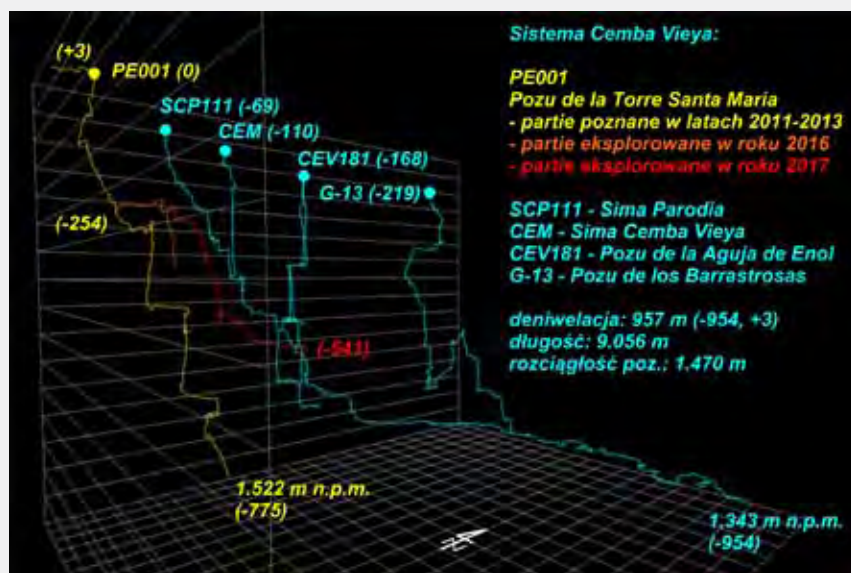 Sistema Cemba Vieya:
(+3)
PE001 (0)
SCP111 (-69)
CEM (-110)
CEV181 (-168)
G-13 (-219)
(-254)
(-541)
1.522 m n.p.m.
(-775)
1,343 m n.p.m.
(-954)
N
PE001
Pozu de la Torre Santa Maria
- partie poznane w latach 2011-2013
- partie eksplorowane w roku 2016
- partie eksplorowane w roku 2017
SCP111 - Sima Parodia
CEM - Sima Cemba Vieya
CEV181 - Pozu de la Aguja de Enol
G-13 - Pozu de los Barrastrosas
deniwelacja: 957 m (-954, +3)
długość: 9.056 m
rozciągłość poz.: 1.470 m